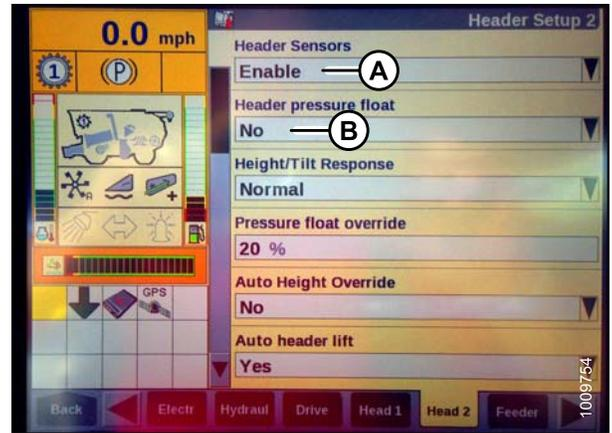 0.0 mph
Header Setup 2
1
(P)
Header Sensors
Enable
A
Header pressure float
No
B
Height/Tilt Response
Normal
A
+
Pressure float override
20 %
Auto Height Override
No
GPS
Auto header lift
Yes
1009754
Back
Electr
Hydraul
Drive
Head 1
Head 2
Feeder